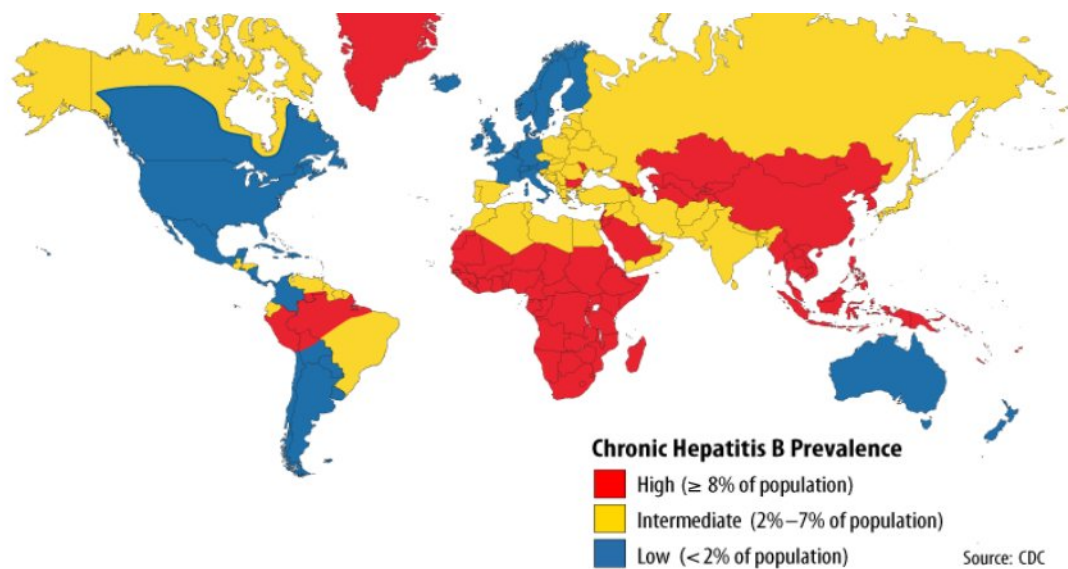 Chronic Hepatitis B Prevalence
High (≥ 8% of population)
Intermediate (2%–7% of population)
Low (< 2% of population)
Source: CDC